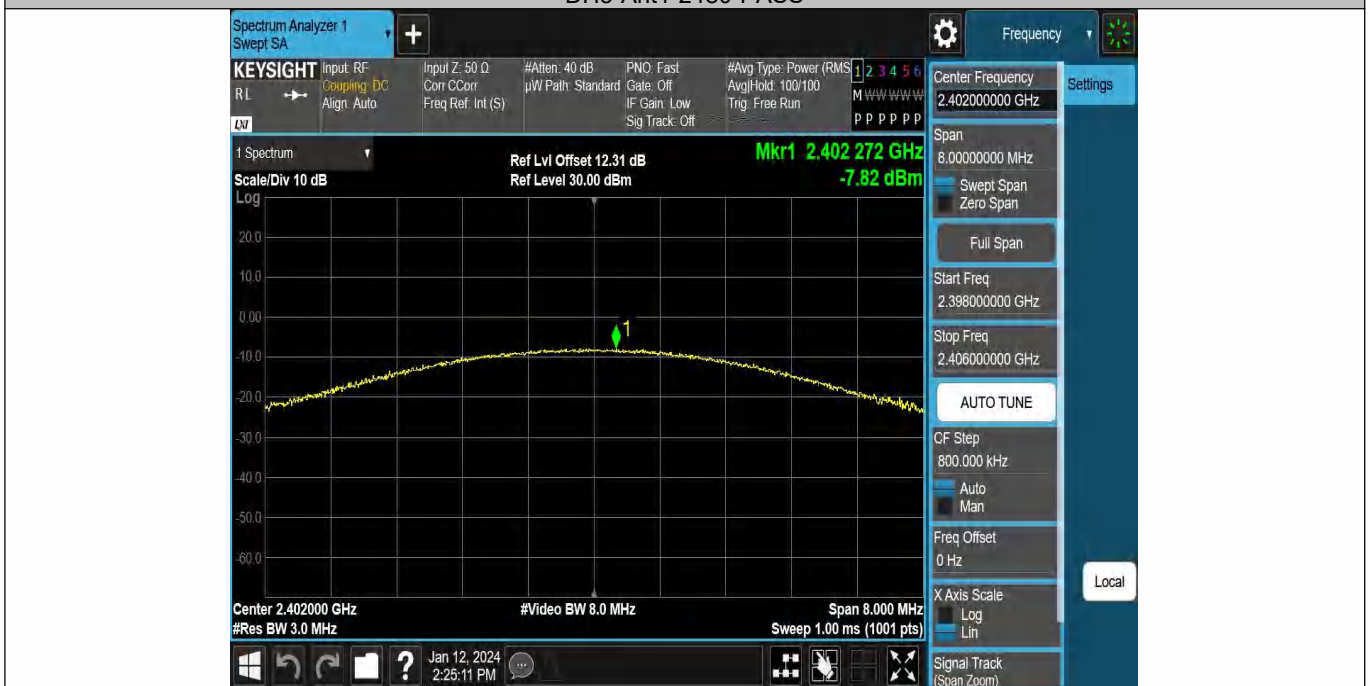 Spectrum Analyzer 1
Swept SA
+
Frequency
KEYSIGHT
RL
LXI
Input: RF
Coupling: DC
Align: Auto
Input Z: 50 Ω
Corr CCorr
Freq Ref: Int (S)
#Atten: 40 dB
µW Path: Standard
PNO: Fast
Gate: Off
IF Gain: Low
Sig Track: Off
#Avg Type: Power (RMS
Avg|Hold: 100/100
Trig: Free Run
1 2 3 4 5 6
M W W W W W
P P P P P P
1 Spectrum
Scale/Div 10 dB
Log
Ref Lvl Offset 12.31 dB
Ref Level 30.00 dBm
Mkr1 2.402 272 GHz
-7.82 dBm
20.0
10.0
0.00
-10.0
-20.0
-30.0
-40.0
-50.0
-60.0
1
Center 2.402000 GHz
#Res BW 3.0 MHz
#Video BW 8.0 MHz
Span 8.000 MHz
Sweep 1.00 ms (1001 pts)
Center Frequency
2.402000000 GHz
Settings
Span
8.00000000 MHz
Swept Span
Zero Span
Full Span
Start Freq
2.398000000 GHz
Stop Freq
2.406000000 GHz
AUTO TUNE
CF Step
800.000 kHz
Auto
Man
Freq Offset
0 Hz
X Axis Scale
Log
Lin
Local
Signal Track
(Span Zoom)
?
Jan 12, 2024
2:25:11 PM